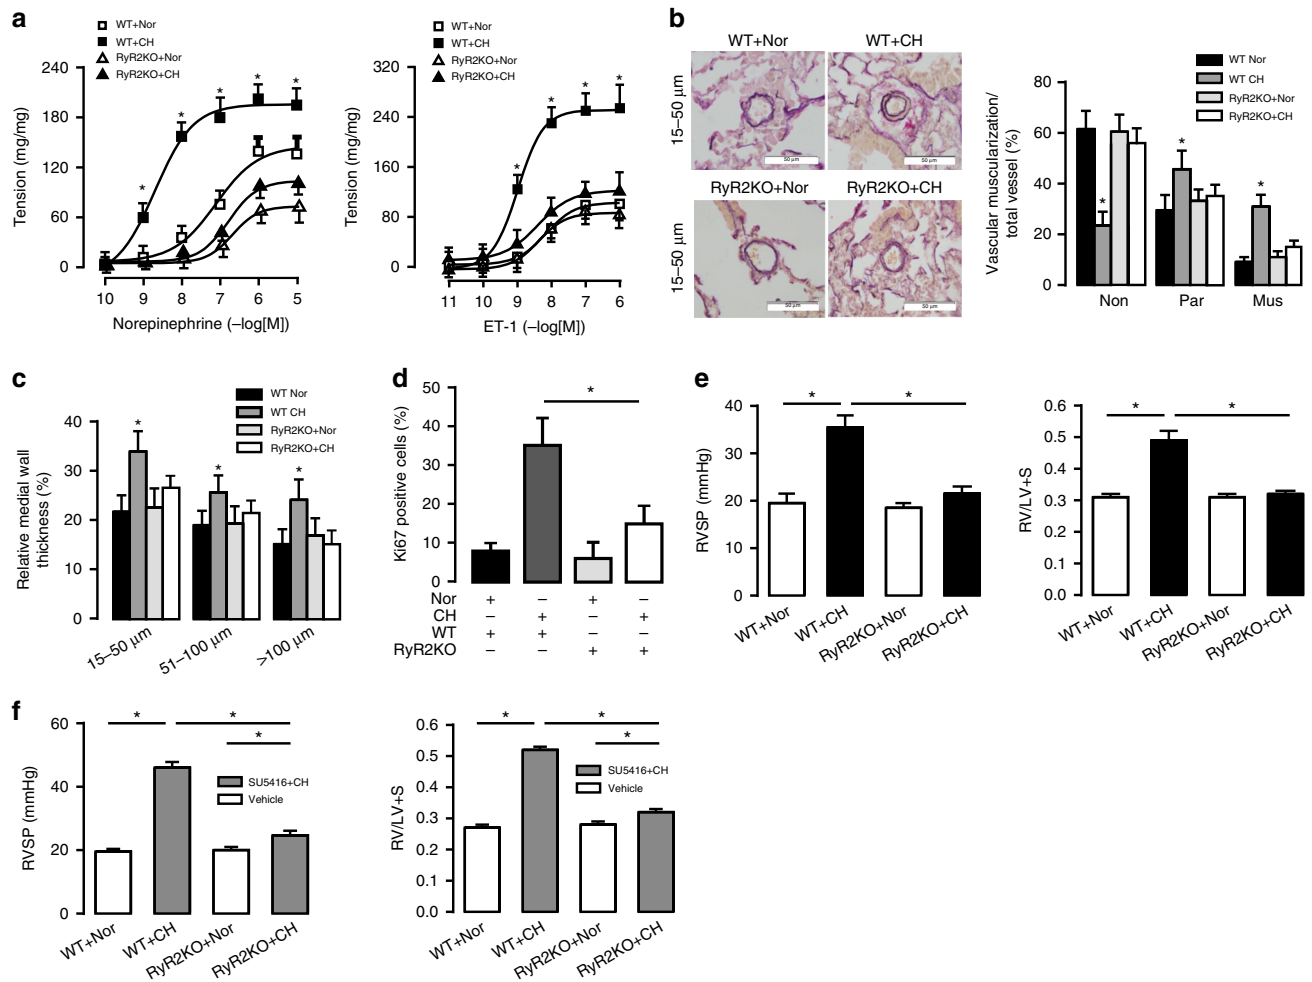 a
WT+Nor
WT+CH
RyR2KO+Nor
RyR2KO+CH
Tension (mg/mg)
240
180
120
60
0
10 9 8 7 6 5
* * * * *
Norepinephrine (–log[M])
WT+Nor
WT+CH
RyR2KO+Nor
RyR2KO+CH
Tension (mg/mg)
320
240
160
80
0
11 10 9 8 7 6
* * * *
ET-1 (–log[M])
b
WT+Nor WT+CH
15–50 µm
50 µm 50 µm
RyR2KO+Nor RyR2KO+CH
15–50 µm
50 µm 50 µm
Vascular muscularization/
total vessel (%)
80
60
40
20
0
* * *
Non Par Mus
WT Nor
WT CH
RyR2KO+Nor
RyR2KO+CH
c
WT Nor
WT CH
RyR2KO+Nor
RyR2KO+CH
Relative medial wall
thickness (%)
40
30
20
10
0
* * *
15–50 µm 51–100 µm >100 µm
d
Ki67 positive cells (%)
50
40
30
20
10
0
*
Nor + – + –
CH – + – +
WT + + – –
RyR2KO – – + +
e
RVSP (mmHg)
40
30
20
10
0
* *
WT+Nor WT+CH RyR2KO+Nor RyR2KO+CH
RV/LV+S
0.6
0.5
0.4
0.3
0.2
0.1
0.0
* *
WT+Nor WT+CH RyR2KO+Nor RyR2KO+CH
f
RVSP (mmHg)
60
40
20
0
* *
*
SU5416+CH
Vehicle
WT+Nor WT+CH RyR2KO+Nor RyR2KO+CH
RV/LV+S
0.6
0.5
0.4
0.3
0.2
0.1
0.0
* *
*
SU5416+CH
Vehicle
WT+Nor WT+CH RyR2KO+Nor RyR2KO+CH